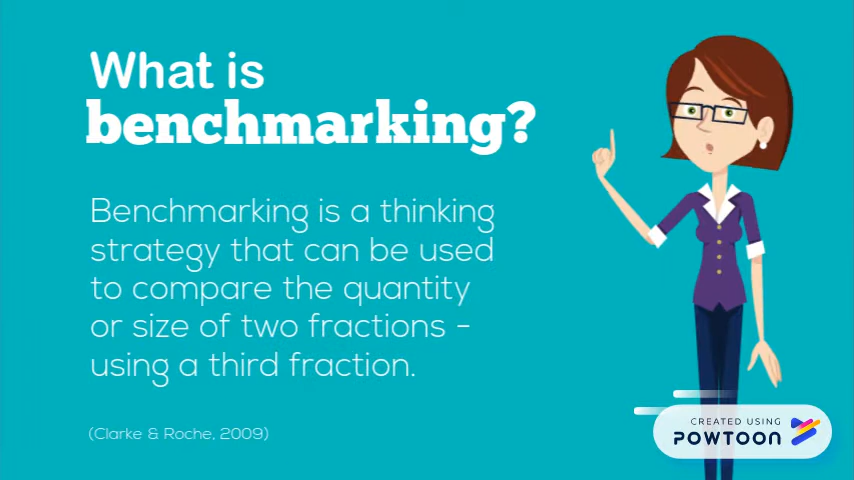 What is
benchmarking?
Benchmarking is a thinking
strategy that can be used
to compare the quantity
or size of two fractions -
using a third fraction.
(Clarke & Roche, 2009)
CREATED USING
POWTOON